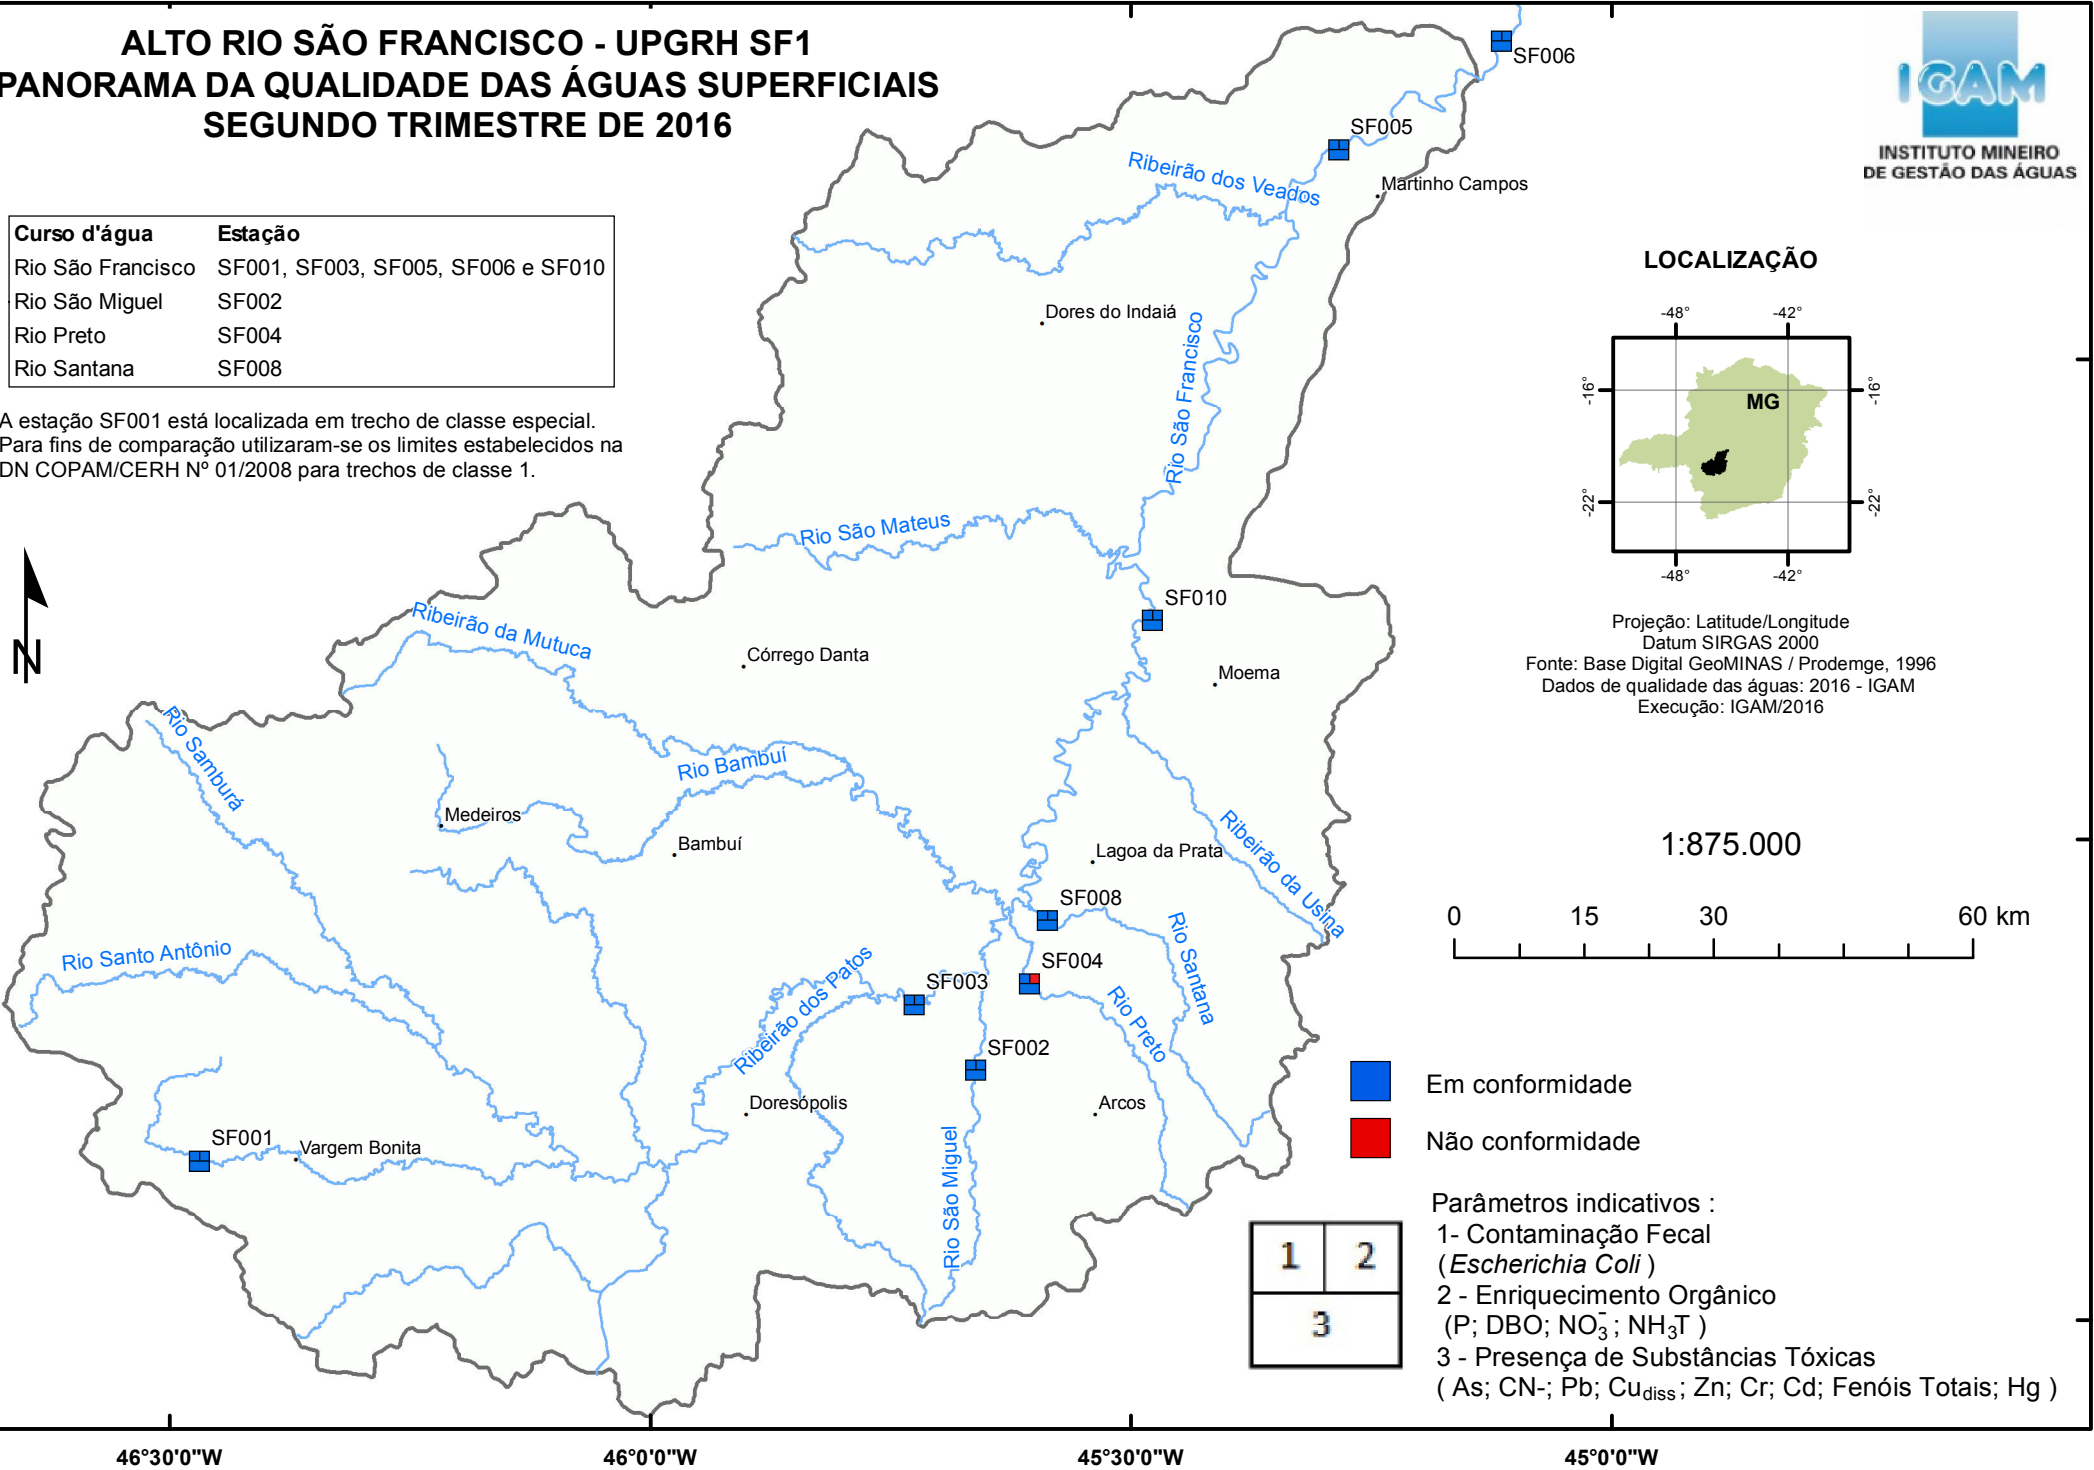 ALTO RIO SÃO FRANCISCO - UPGRH SF1
PANORAMA DA QUALIDADE DAS ÁGUAS SUPERFICIAIS
SEGUNDO TRIMESTRE DE 2016
IGAM
INSTITUTO MINEIRO
DE GESTÃO DAS ÁGUAS
Curso d'água Estação
Rio São Francisco SF001, SF003, SF005, SF006 e SF010
Rio São Miguel SF002
Rio Preto SF004
Rio Santana SF008
A estação SF001 está localizada em trecho de classe especial.
Para fins de comparação utilizaram-se os limites estabelecidos na
DN COPAM/CERH Nº 01/2008 para trechos de classe 1.
N
SF006
SF005
Martinho Campos
Ribeirão dos Veados
Dores do Indaiá
Rio São Francisco
Rio São Mateus
SF010
Ribeirão da Mutuca
Córrego Danta
Moema
Rio Samburá
Rio Bambuí
Medeiros
Bambuí
Lagoa da Prata
Ribeirão da Usina
SF008
Rio Santana
Rio Santo Antônio
SF004
SF003
Ribeirão dos Patos
Rio Preto
SF002
Doresópolis
Arcos
SF001
Vargem Bonita
Rio São Miguel
LOCALIZAÇÃO
-48° -42°
-16° -16°
MG
-22° -22°
-48° -42°
Projeção: Latitude/Longitude
Datum SIRGAS 2000
Fonte: Base Digital GeoMINAS / Prodemge, 1996
Dados de qualidade das águas: 2016 - IGAM
Execução: IGAM/2016
1:875.000
0 15 30 60 km
Em conformidade
Não conformidade
1 2
3
Parâmetros indicativos :
1- Contaminação Fecal
(Escherichia Coli )
2 - Enriquecimento Orgânico
(P; DBO; NO₃⁻; NH₃T )
3 - Presença de Substâncias Tóxicas
( As; CN-; Pb; Cudiss; Zn; Cr; Cd; Fenóis Totais; Hg )
46°30'0"W 46°0'0"W 45°30'0"W 45°0'0"W